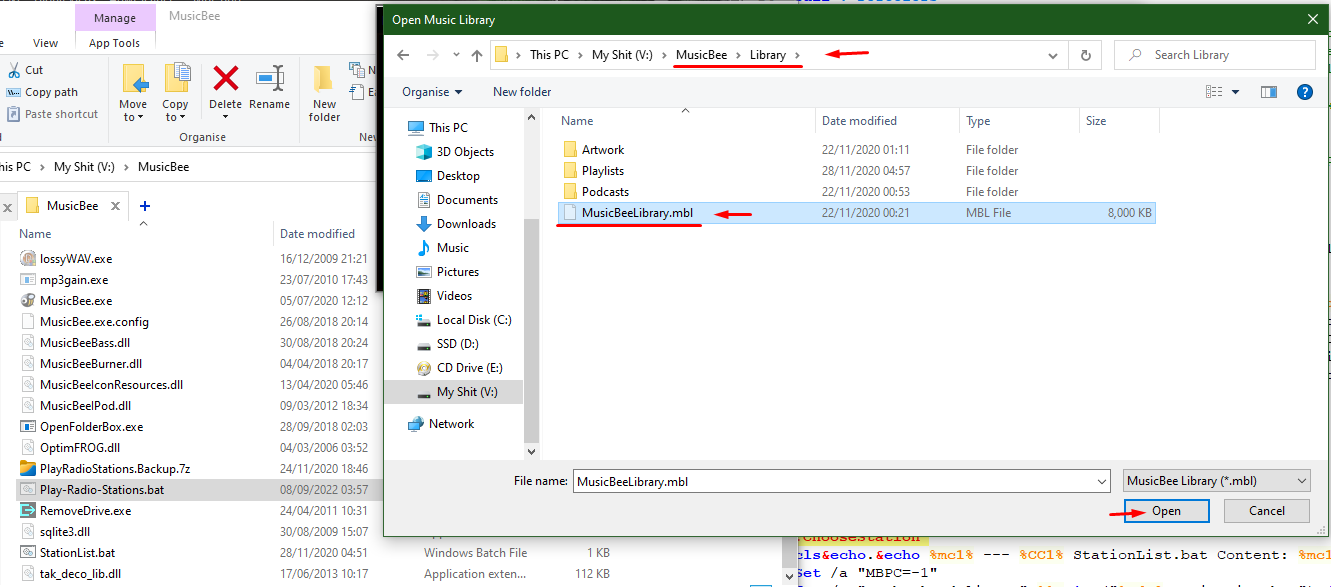 Manage
MusicBee
View
App Tools
Cut
Copy path
Paste shortcut
Move to
Copy to
Delete
Rename
New folder
Organise
This PC
My Shit (V:)
MusicBee
MusicBee
Name
Date modified
lossyWAV.exe 16/12/2009 21:21
mp3gain.exe 23/07/2010 17:43
MusicBee.exe 05/07/2020 12:12
MusicBee.exe.config 26/08/2018 20:14
MusicBeeBass.dll 30/08/2018 20:24
MusicBeeBurner.dll 04/04/2018 20:17
MusicBeeIconResources.dll 13/04/2020 05:46
MusicBeeIPod.dll 09/03/2012 18:34
OpenFolderBox.exe 28/09/2018 02:03
OptimFROG.dll 04/03/2006 03:52
PlayRadioStations.Backup.7z 24/11/2020 18:46
Play-Radio-Stations.bat 08/09/2022 03:57
RemoveDrive.exe 24/04/2011 10:31
sqlite3.dll 30/08/2009 15:07
StationList.bat 28/11/2020 04:51 Windows Batch File 1 KB
tak_deco_lib.dll 17/06/2013 10:17 Application exten... 112 KB
Open Music Library
This PC
My Shit (V:)
MusicBee
Library
Search Library
Organise
New folder
This PC
3D Objects
Desktop
Documents
Downloads
Music
Pictures
Videos
Local Disk (C:)
SSD (D:)
CD Drive (E:)
My Shit (V:)
Network
Name Date modified Type Size
Artwork 22/11/2020 01:11 File folder
Playlists 28/11/2020 04:57 File folder
Podcasts 22/11/2020 00:53 File folder
MusicBeeLibrary.mbl 22/11/2020 00:21 MBL File 8,000 KB
File name: MusicBeeLibrary.mbl
MusicBee Library (*.mbl)
Open
Cancel
ChooseStation
cls&echo.&echo %mc1% --- %CC1% StationList.bat Content: %mc1
Set /a "MBPC=-1"